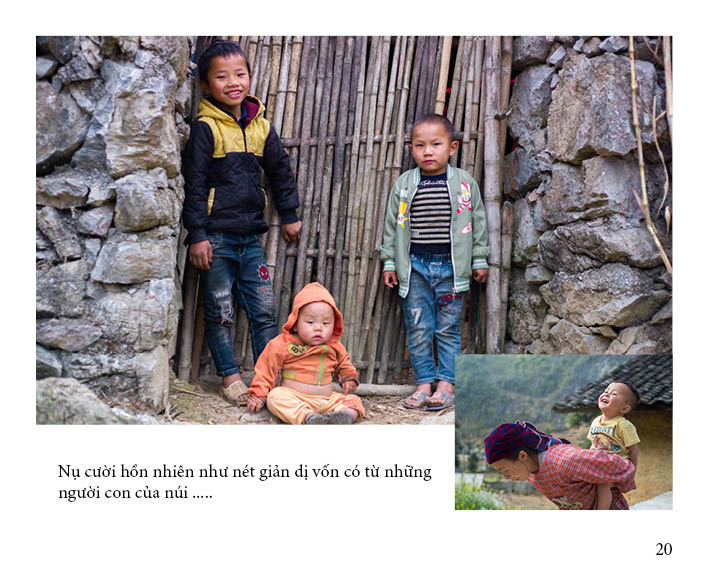 Nụ cười hồn nhiên như nét giản dị vốn có từ những
người con của núi .....
20